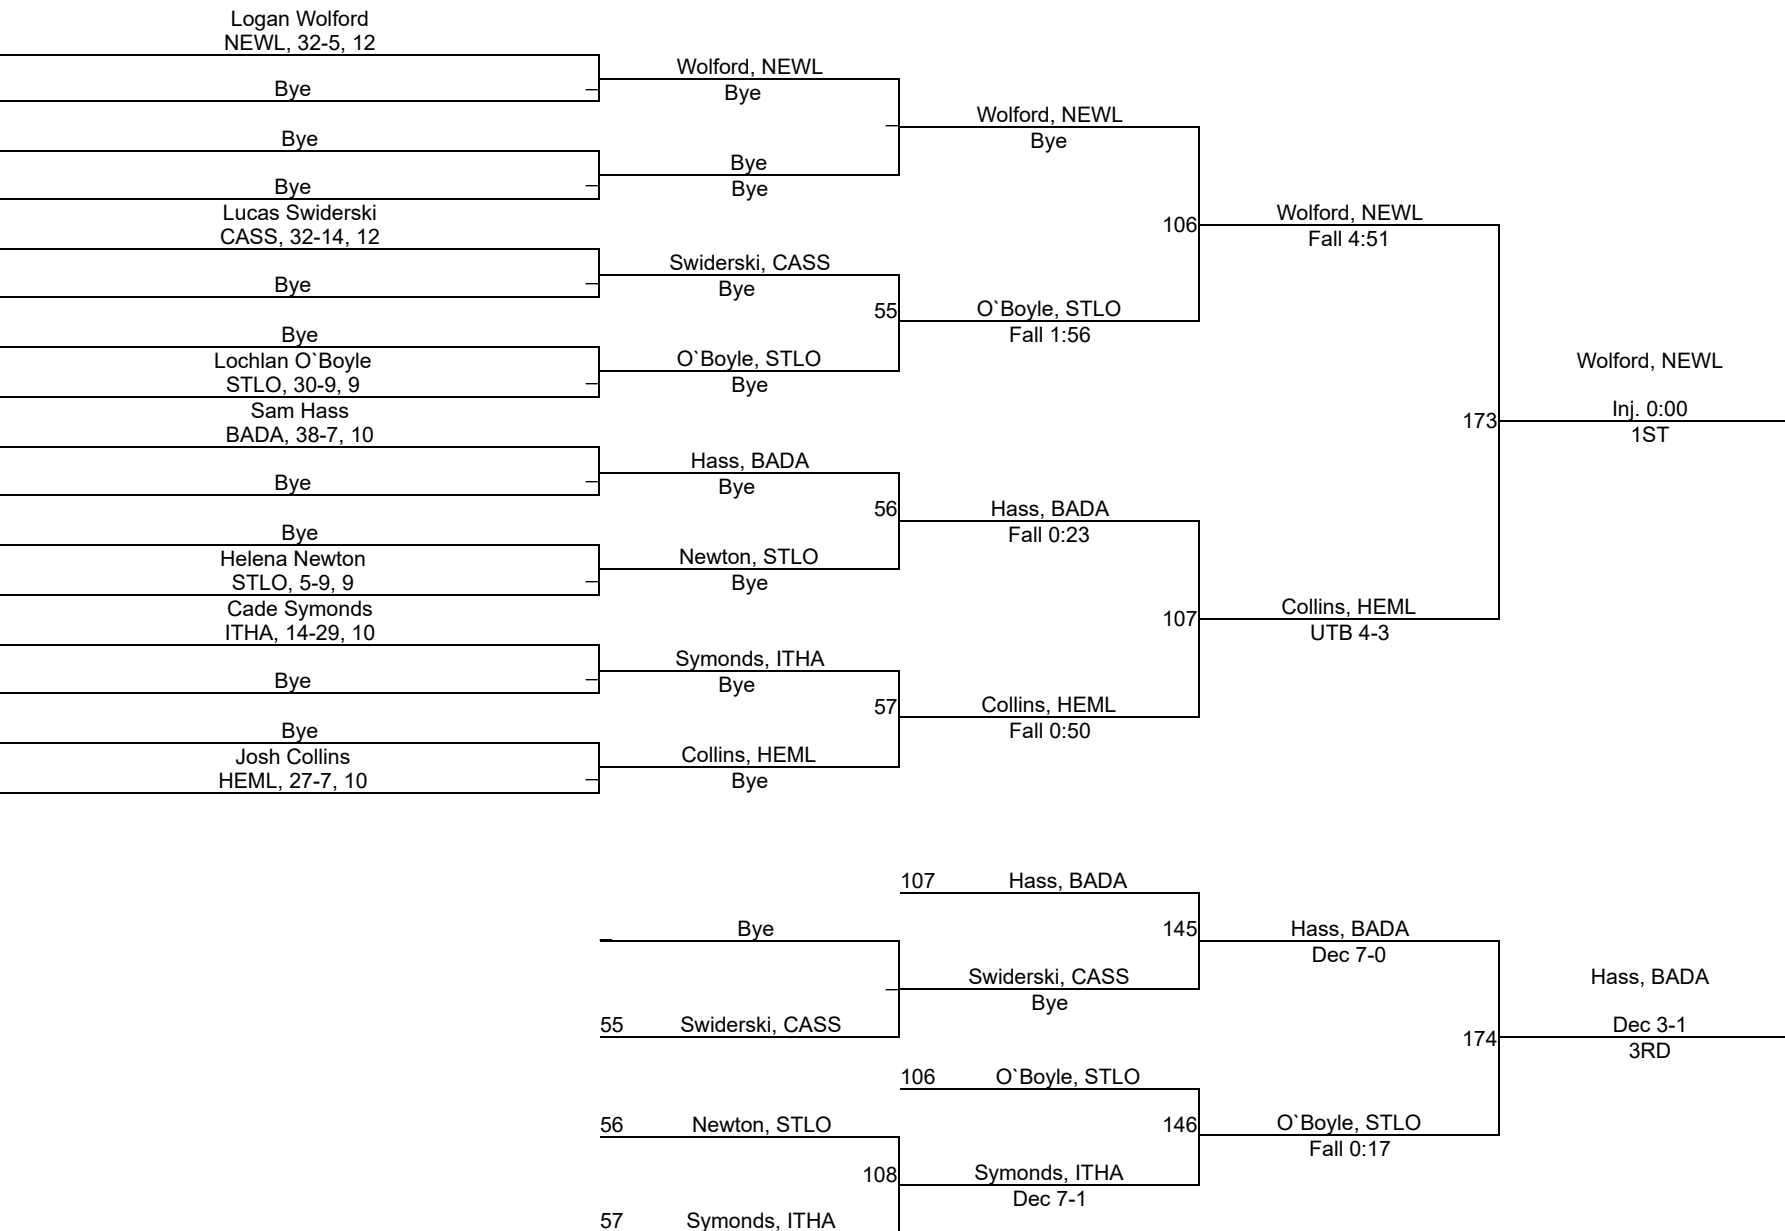 Logan Wolford
NEWL, 32-5, 12
Bye
Bye
Bye
Lucas Swiderski
CASS, 32-14, 12
Bye
Bye
Lochlan O`Boyle
STLO, 30-9, 9
Sam Hass
BADA, 38-7, 10
Bye
Bye
Helena Newton
STLO, 5-9, 9
Cade Symonds
ITHA, 14-29, 10
Bye
Bye
Josh Collins
HEML, 27-7, 10
Wolford, NEWL
Bye
Bye
Bye
Swiderski, CASS
Bye
55
O`Boyle, STLO
Bye
Hass, BADA
Bye
56
Newton, STLO
Bye
Symonds, ITHA
Bye
57
Collins, HEML
Bye
Wolford, NEWL
Bye
106
O`Boyle, STLO
Fall 1:56
Hass, BADA
Fall 0:23
107
Collins, HEML
Fall 0:50
Wolford, NEWL
Fall 4:51
173
Collins, HEML
UTB 4-3
Wolford, NEWL
Inj. 0:00
1ST
107 Hass, BADA
Bye
145
Swiderski, CASS
Bye
55 Swiderski, CASS
106 O`Boyle, STLO
56 Newton, STLO
146
108
Symonds, ITHA
Dec 7-1
57 Symonds, ITHA
Hass, BADA
Dec 7-0
174
O`Boyle, STLO
Fall 0:17
Hass, BADA
Dec 3-1
3RD